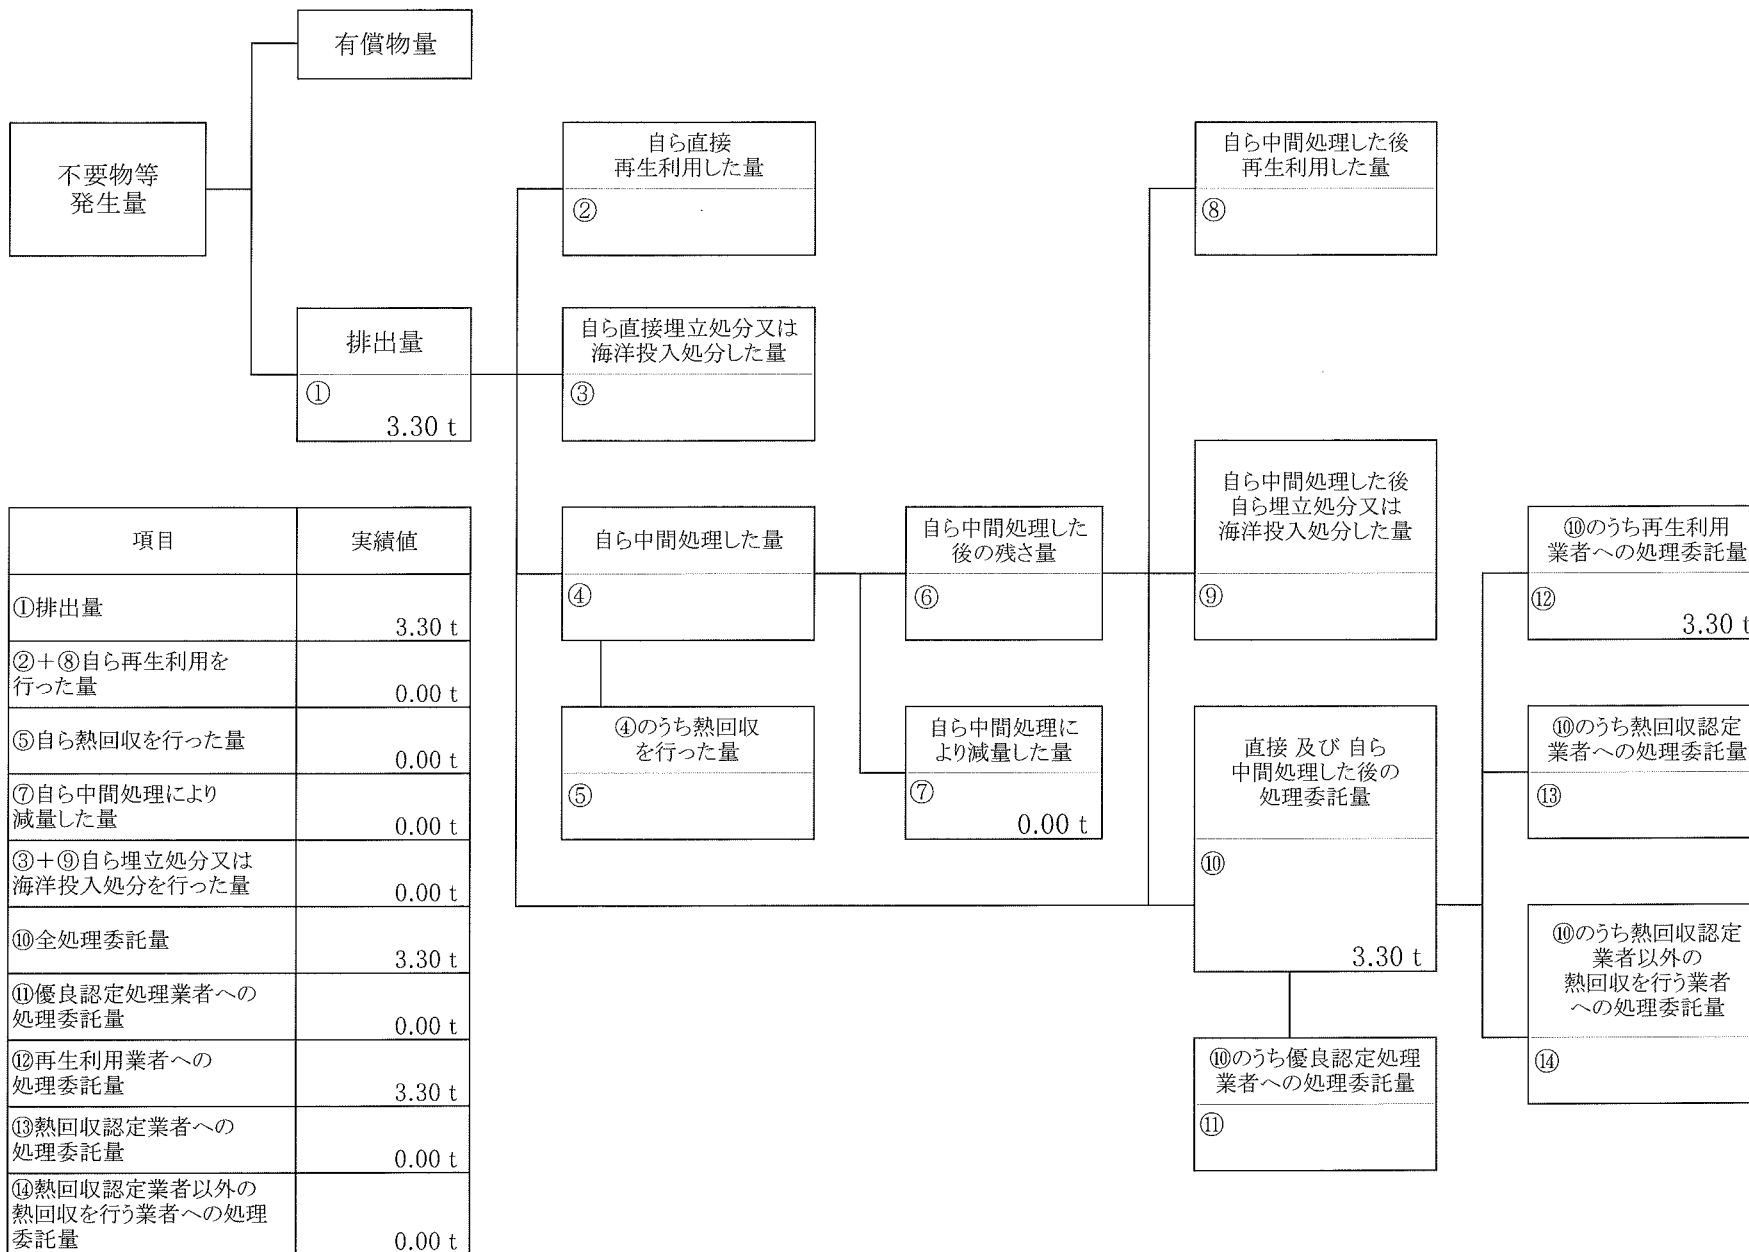 有償物量
不要物等
発生量
排出量
①
3.30 t
自ら直接
再生利用した量
②
自ら直接埋立処分又は
海洋投入処分した量
③
自ら中間処理した量
④
④のうち熱回収
を行った量
⑤
自ら中間処理した
後の残さ量
⑥
自ら中間処理に
より減量した量
⑦
0.00 t
自ら中間処理した後
再生利用した量
⑧
自ら中間処理した後
自ら埋立処分又は
海洋投入処分した量
⑨
直接 及び 自ら
中間処理した後の
処理委託量
⑩
3.30 t
⑩のうち優良認定処理
業者への処理委託量
⑪
⑩のうち再生利用
業者への処理委託量
⑫
3.30 t
⑩のうち熱回収認定
業者への処理委託量
⑬
⑩のうち熱回収認定
業者以外の
熱回収を行う業者
への処理委託量
⑭
項目 実績値
①排出量
3.30 t
②＋⑧自ら再生利用を
行った量
0.00 t
⑤自ら熱回収を行った量
0.00 t
⑦自ら中間処理により
減量した量
0.00 t
③＋⑨自ら埋立処分又は
海洋投入処分を行った量
0.00 t
⑩全処理委託量
3.30 t
⑪優良認定処理業者への
処理委託量
0.00 t
⑫再生利用業者への
処理委託量
3.30 t
⑬熱回収認定業者への
処理委託量
0.00 t
⑭熱回収認定業者以外の
熱回収を行う業者への処理
委託量
0.00 t